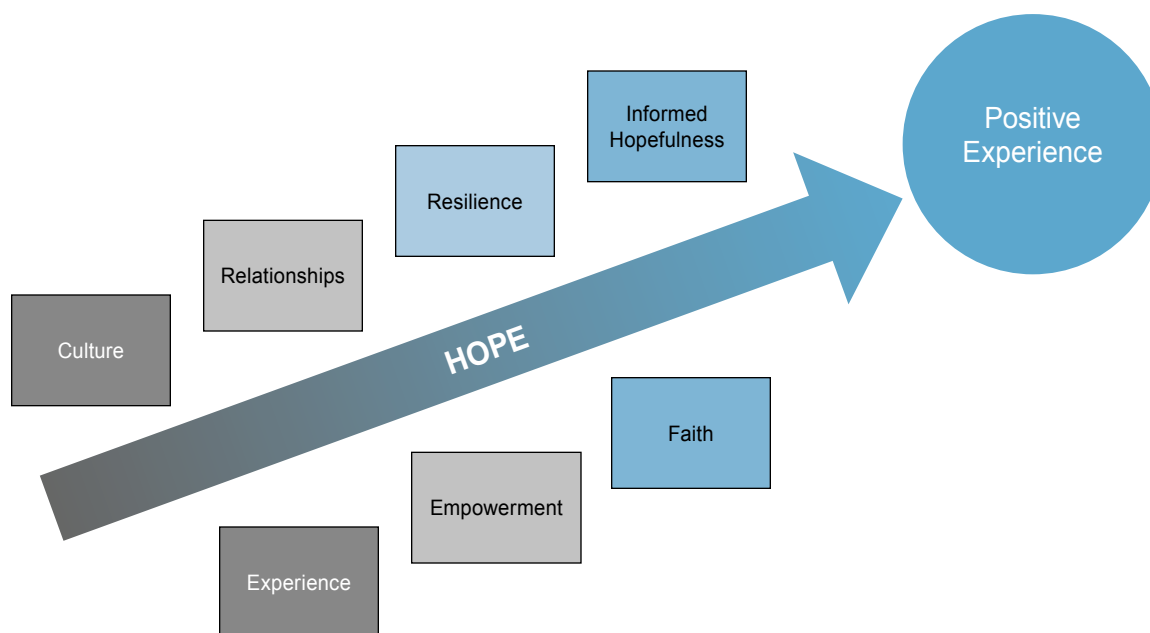 Informed
Hopefulness
Positive
Experience
Resilience
Relationships
Culture
HOPE
Faith
Empowerment
Experience